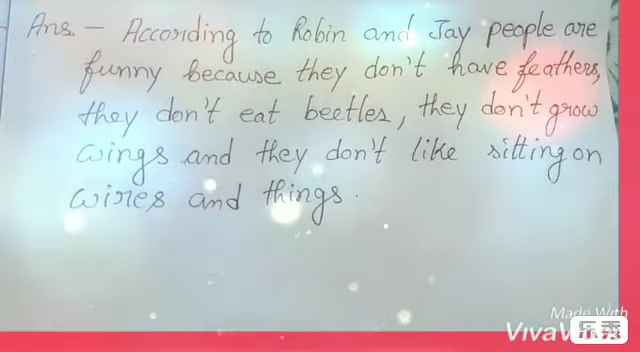 Ans - According to Robin and Jay people are
funny because they don't have feathers,
they don't eat beetles, they don't grow
wings and they don't like sitting on
wires and things.
Made With
VivaVideo